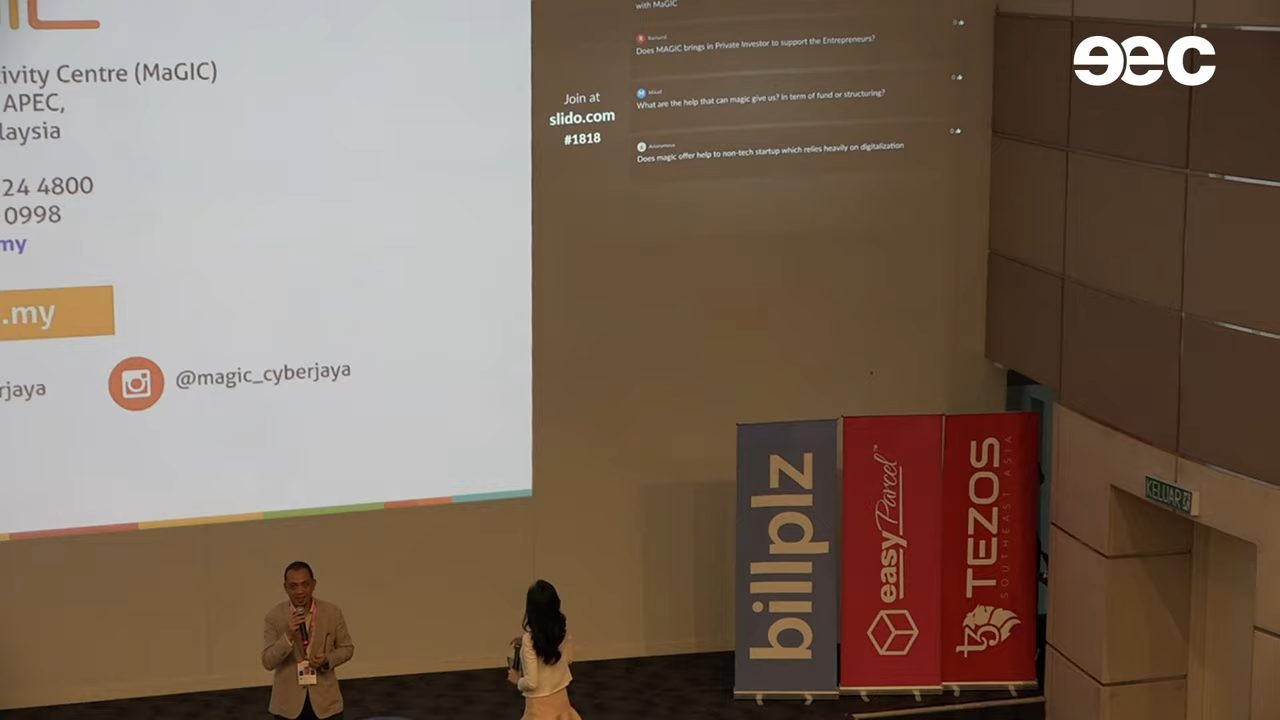 ivity Centre (MaGIC)
APEC,
laysia
24 4800
0998
my
.my
rjaya
@magic_cyberjaya
Join at
slido.com
#1818
with MaGIC
Does MAGIC brings in Private Investor to support the Entrepreneurs?
What are the help that can magic give us? In term of fund or structuring?
Anonymous
Does magic offer help to non-tech startup which relies heavily on digitalization
eec
billplz
easyParcel™
TEZOS
SOUTHEAST ASIA
KELUAR